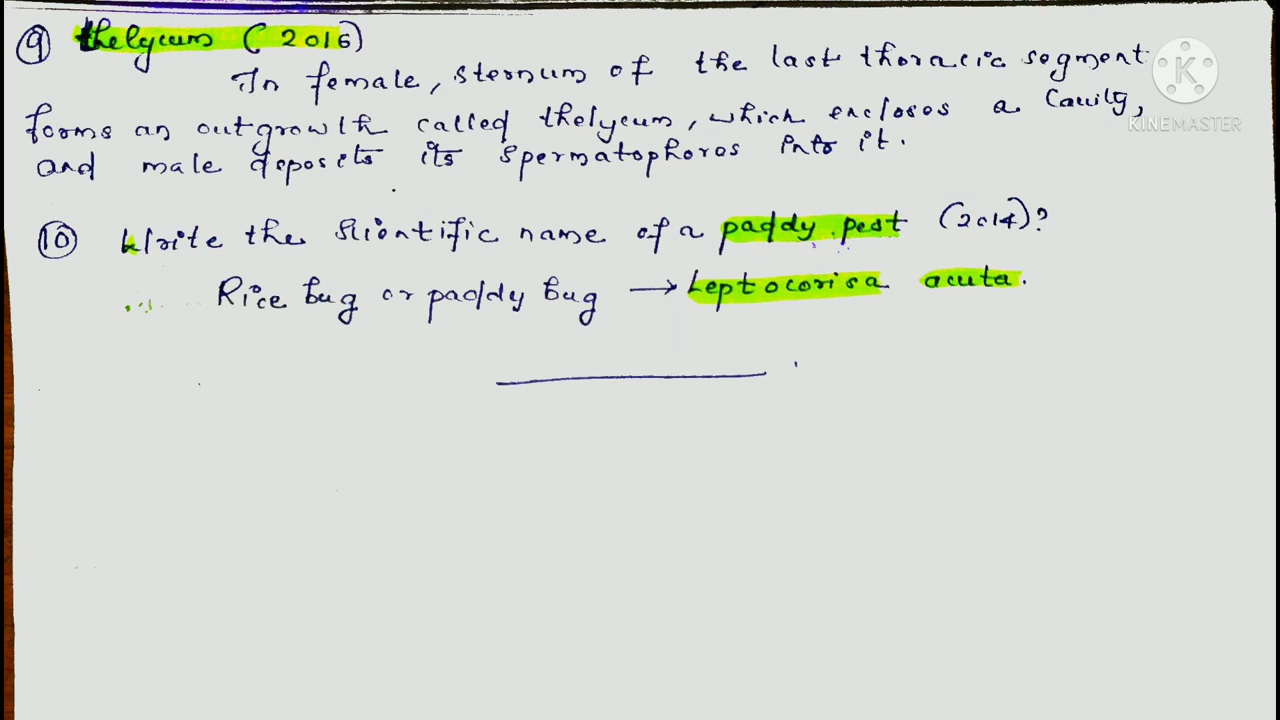 9 thelycum (2016)
In female, sternum of the last thoracic segment
forms an outgrowth called thelycum, which encloses a cavity,
and male deposits its spermatophores into it.
10 Write the scientific name of a paddy pest (2014)?
Rice bug or paddy bug → Leptocorisa acuta.
K
KINEMASTER